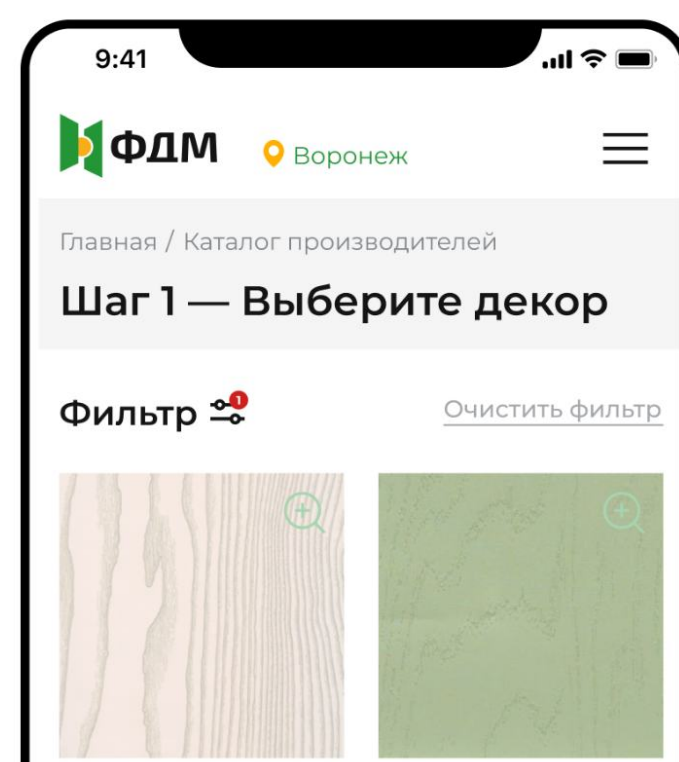 9:41
ФДМ Воронеж
Главная / Каталог производителей
Шаг 1 — Выберите декор
Фильтр 1 Очистить фильтр